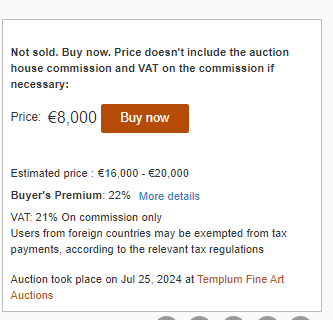 Not sold. Buy now. Price doesn't include the auction
house commission and VAT on the commission if
necessary:
Price: €8,000 Buy now
Estimated price : €16,000 - €20,000
Buyer's Premium: 22% More details
VAT: 21% On commission only
Users from foreign countries may be exempted from tax
payments, according to the relevant tax regulations
Auction took place on Jul 25, 2024 at Templum Fine Art
Auctions